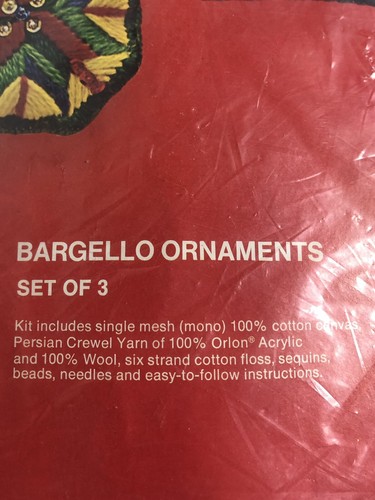 BARGELLO ORNAMENTS
SET OF 3
Kit includes single mesh (mono) 100% cotton canvas,
Persian Crewel Yarn of 100% Orlon® Acrylic
and 100% Wool, six strand cotton floss, sequins,
beads, needles and easy-to-follow instructions.